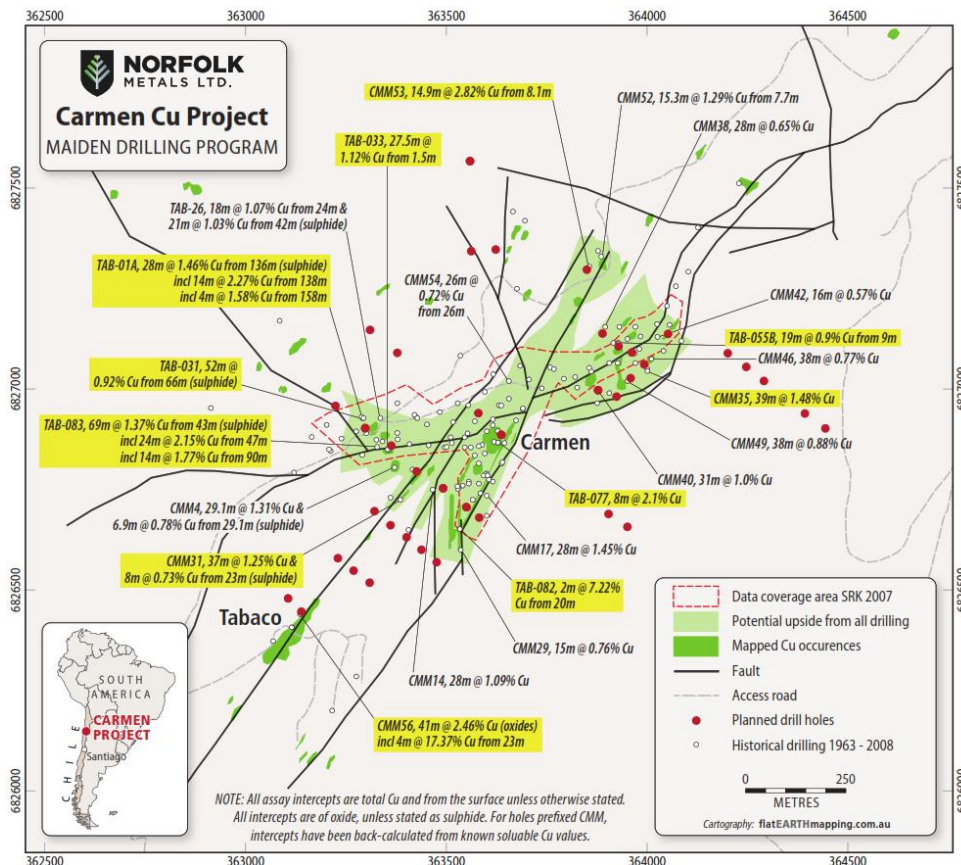 362500
363000
363500
364000
364500
NORFOLK
METALS LTD.
Carmen Cu Project
MAIDEN DRILLING PROGRAM
CMM53, 14.9m @ 2.82% Cu from 8.1m
CMM52, 15.3m @ 1.29% Cu from 7.7m
CMM38, 28m @ 0.65% Cu
TAB-033, 27.5m @
1.12% Cu from 1.5m
6827500
6827500
TAB-26, 18m @ 1.07% Cu from 24m &
21m @ 1.03% Cu from 42m (sulphide)
TAB-01A, 28m @ 1.46% Cu from 136m (sulphide)
incl 14m @ 2.27% Cu from 138m
incl 4m @ 1.58% Cu from 158m
CMM54, 26m @
0.72% Cu
from 26m
CMM42, 16m @ 0.57% Cu
TAB-055B, 19m @ 0.9% Cu from 9m
CMM46, 38m @ 0.77% Cu
TAB-031, 52m @
0.92% Cu from 66m (sulphide)
6827000
6827000
CMM35, 39m @ 1.48% Cu
TAB-083, 69m @ 1.37% Cu from 43m (sulphide)
incl 24m @ 2.15% Cu from 47m
incl 14m @ 1.77% Cu from 90m
Carmen
CMM49, 38m @ 0.88% Cu
CMM40, 31m @ 1.0% Cu
TAB-077, 8m @ 2.1% Cu
CMM4, 29.1m @ 1.31% Cu &
6.9m @ 0.78% Cu from 29.1m (sulphide)
CMM17, 28m @ 1.45% Cu
CMM31, 37m @ 1.25% Cu &
8m @ 0.73% Cu from 23m (sulphide)
TAB-082, 2m @ 7.22%
Cu from 20m
6826500
6826500
Tabaco
CMM29, 15m @ 0.76% Cu
CMM14, 28m @ 1.09% Cu
CMM56, 41m @ 2.46% Cu (oxides)
incl 4m @ 17.37% Cu from 23m
Data coverage area SRK 2007
Potential upside from all drilling
Mapped Cu occurences
Fault
Access road
Planned drill holes
Historical drilling 1963 - 2008
0
250
METRES
Cartography: flatEARTHmapping.com.au
SOUTH
AMERICA
CARMEN
PROJECT
Santiago
CHILE
6826000
6826000
NOTE: All assay intercepts are total Cu and from the surface unless otherwise stated.
All intercepts are of oxide, unless stated as sulphide. For holes prefixed CMM,
intercepts have been back-calculated from known soluable Cu values.
362500
363000
363500
364000
364500